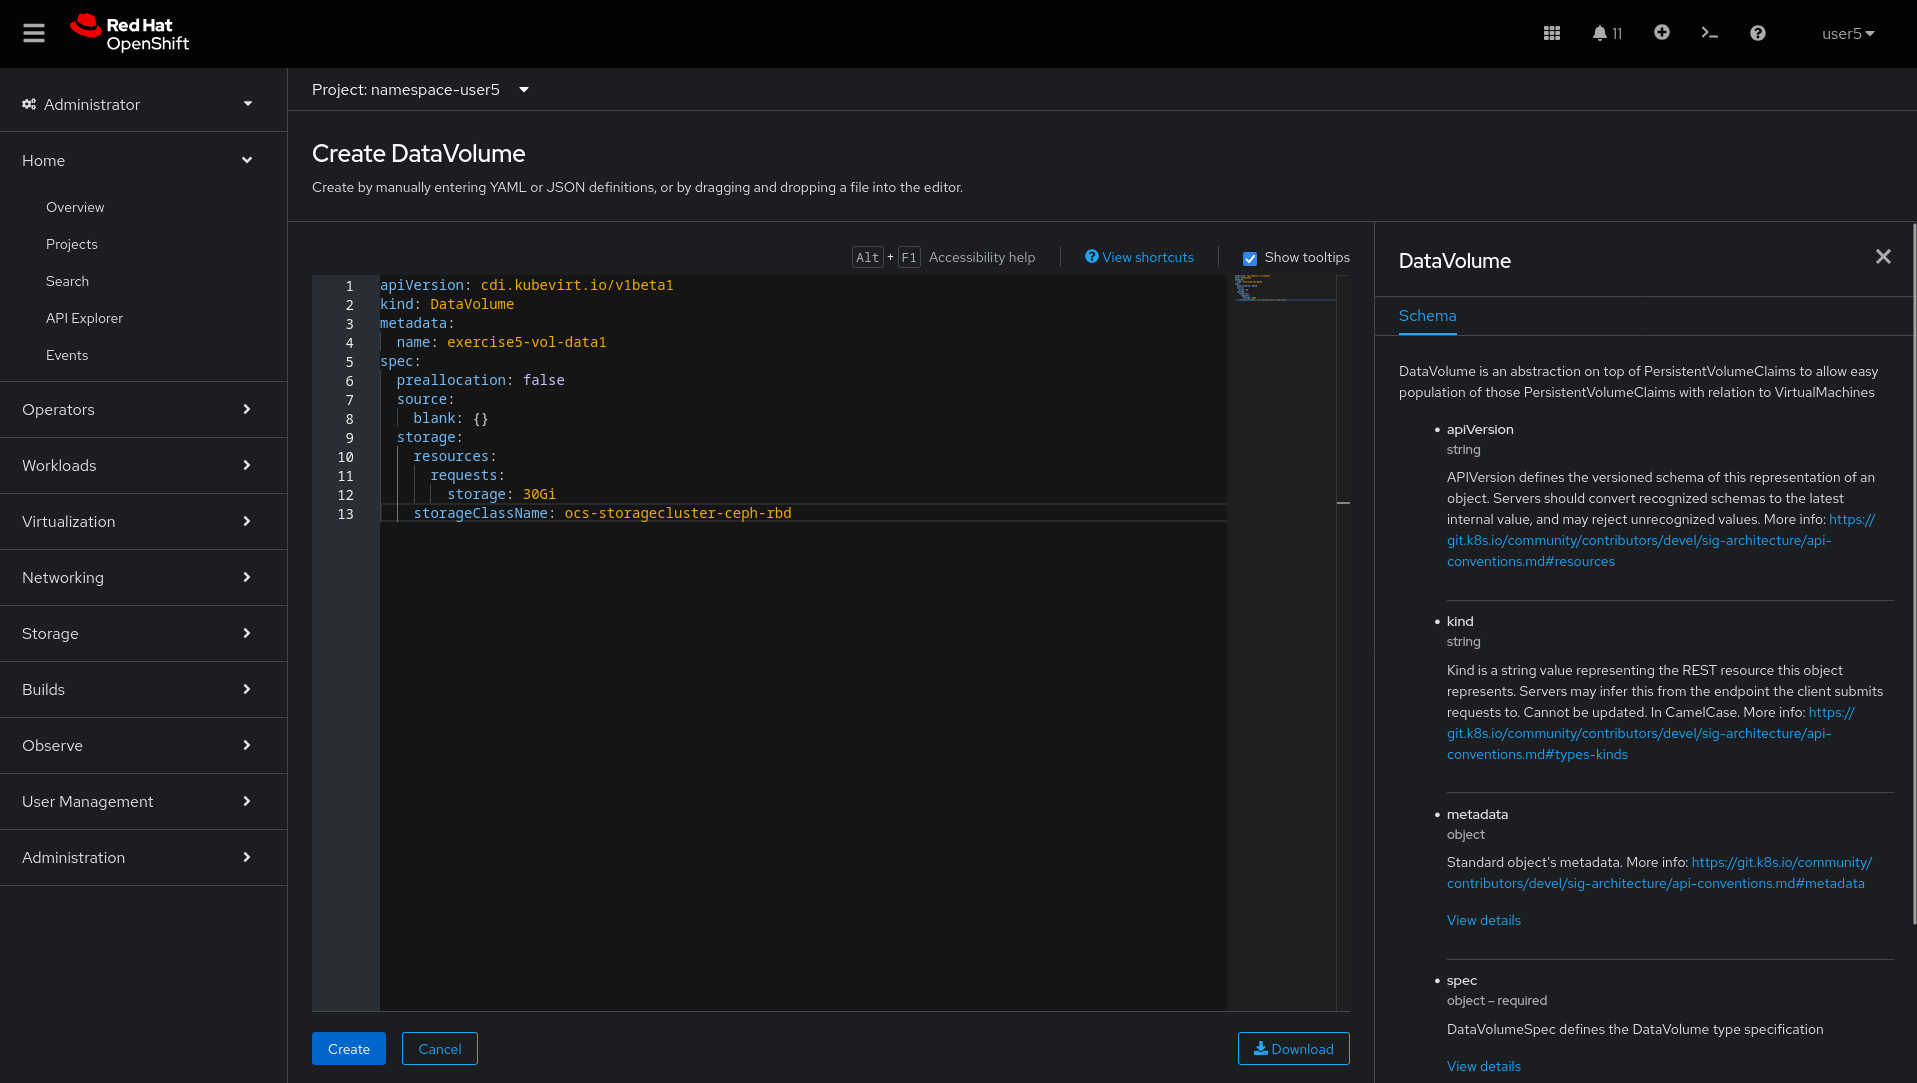 Red Hat
OpenShift
11
user5
Administrator
Home
Overview
Projects
Search
API Explorer
Events
Operators
Workloads
Virtualization
Networking
Storage
Builds
Observe
User Management
Administration
Project: namespace-user5
Create DataVolume
Create by manually entering YAML or JSON definitions, or by dragging and dropping a file into the editor.
Alt + F1 Accessibility help
View shortcuts
Show tooltips
1 apiVersion: cdi.kubevirt.io/v1beta1
2 kind: DataVolume
3 metadata:
4   name: exercise5-vol-data1
5 spec:
6   preallocation: false
7   source:
8     blank: {}
9   storage:
10     resources:
11       requests:
12         storage: 30Gi
13     storageClassName: ocs-storagecluster-ceph-rbd
Create
Cancel
Download
DataVolume
Schema
DataVolume is an abstraction on top of PersistentVolumeClaims to allow easy
population of those PersistentVolumeClaims with relation to VirtualMachines
• apiVersion
string
APIVersion defines the versioned schema of this representation of an
object. Servers should convert recognized schemas to the latest
internal value, and may reject unrecognized values. More info: https://
git.k8s.io/community/contributors/devel/sig-architecture/api-
conventions.md#resources
• kind
string
Kind is a string value representing the REST resource this object
represents. Servers may infer this from the endpoint the client submits
requests to. Cannot be updated. In CamelCase. More info: https://
git.k8s.io/community/contributors/devel/sig-architecture/api-
conventions.md#types-kinds
• metadata
object
Standard object's metadata. More info: https://git.k8s.io/community/
contributors/devel/sig-architecture/api-conventions.md#metadata
View details
• spec
object – required
DataVolumeSpec defines the DataVolume type specification
View details